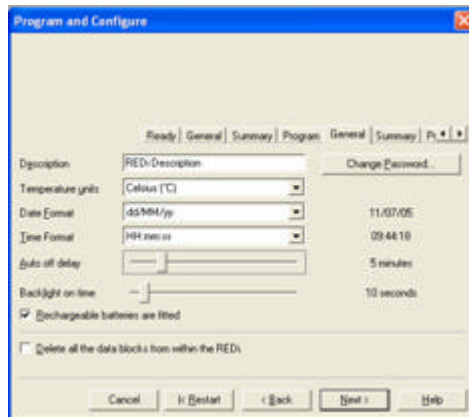 Program and Configure
Ready General Summary Program General Summary
Description REDi Description Change Password...
Temperature units Celsius (°C)
Date Format dd/MM/yy 11/07/05
Time Format HH:mm:ss 09:44:18
Auto off delay 5 minutes
Backlight on time 10 seconds
Rechargeable batteries are fitted
Delete all the data blocks from within the REDi
Cancel |< Restart < Back Next > Help